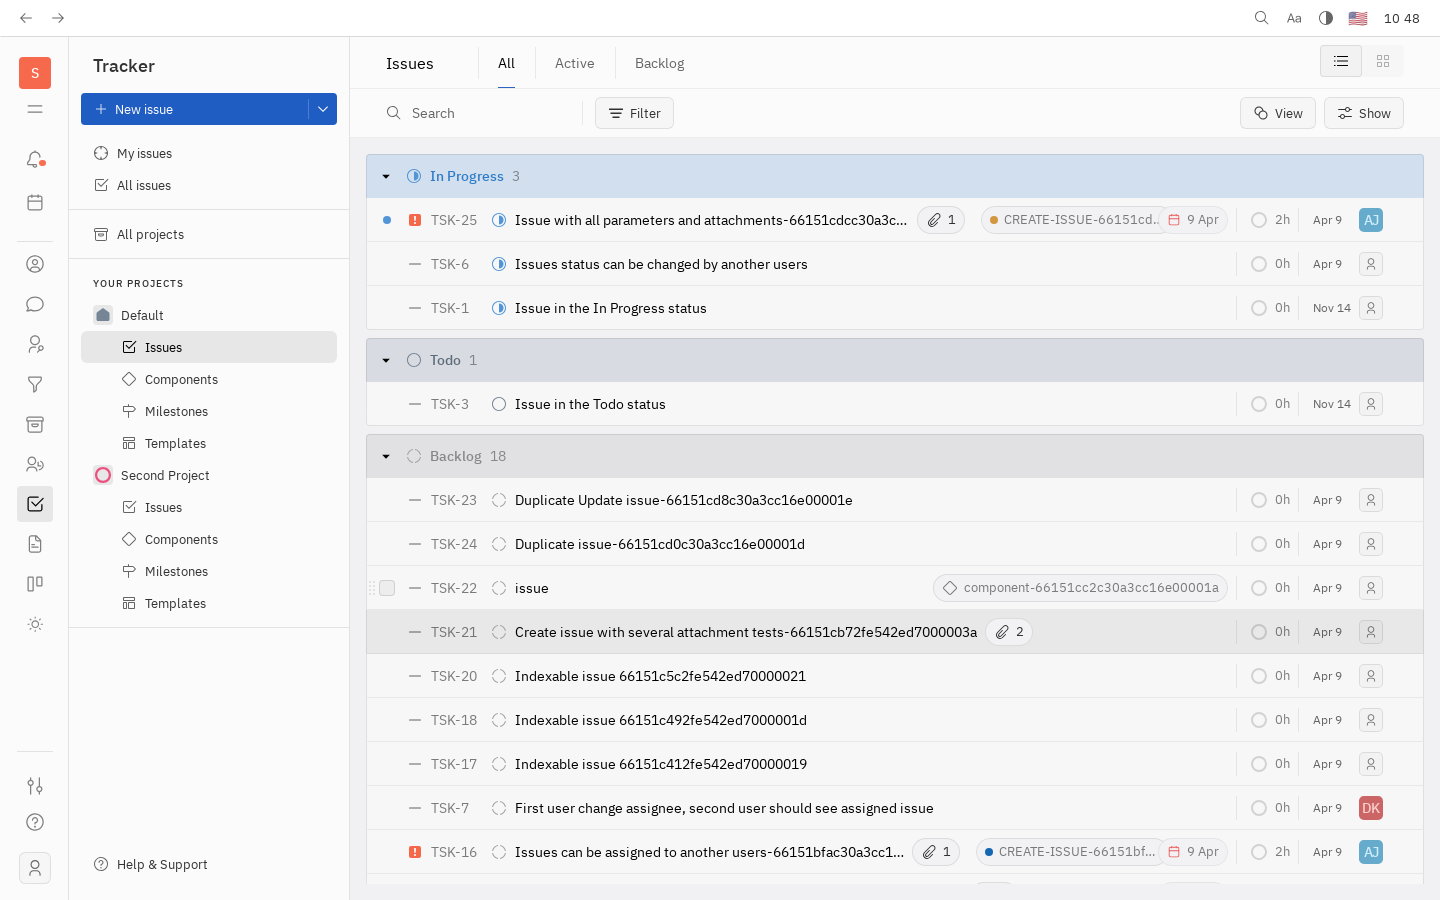 Aa
10 48
S
Tracker
New issue
My issues
All issues
All projects
YOUR PROJECTS
Default
Issues
Components
Milestones
Templates
Second Project
Issues
Components
Milestones
Templates
Help & Support
Issues
All
Active
Backlog
Search
Filter
View
Show
In Progress 3
TSK-25 Issue with all parameters and attachments-66151cdcc30a3c... 1 CREATE-ISSUE-66151cd... 9 Apr 2h Apr 9 AJ
TSK-6 Issues status can be changed by another users 0h Apr 9
TSK-1 Issue in the In Progress status 0h Nov 14
Todo 1
TSK-3 Issue in the Todo status 0h Nov 14
Backlog 18
TSK-23 Duplicate Update issue-66151cd8c30a3cc16e00001e 0h Apr 9
TSK-24 Duplicate issue-66151cd0c30a3cc16e00001d 0h Apr 9
TSK-22 issue component-66151cc2c30a3cc16e00001a 0h Apr 9
TSK-21 Create issue with several attachment tests-66151cb72fe542ed7000003a 2 0h Apr 9
TSK-20 Indexable issue 66151c5c2fe542ed70000021 0h Apr 9
TSK-18 Indexable issue 66151c492fe542ed7000001d 0h Apr 9
TSK-17 Indexable issue 66151c412fe542ed70000019 0h Apr 9
TSK-7 First user change assignee, second user should see assigned issue 0h Apr 9 DK
TSK-16 Issues can be assigned to another users-66151bfac30a3cc1... 1 CREATE-ISSUE-66151bf... 9 Apr 2h Apr 9 AJ